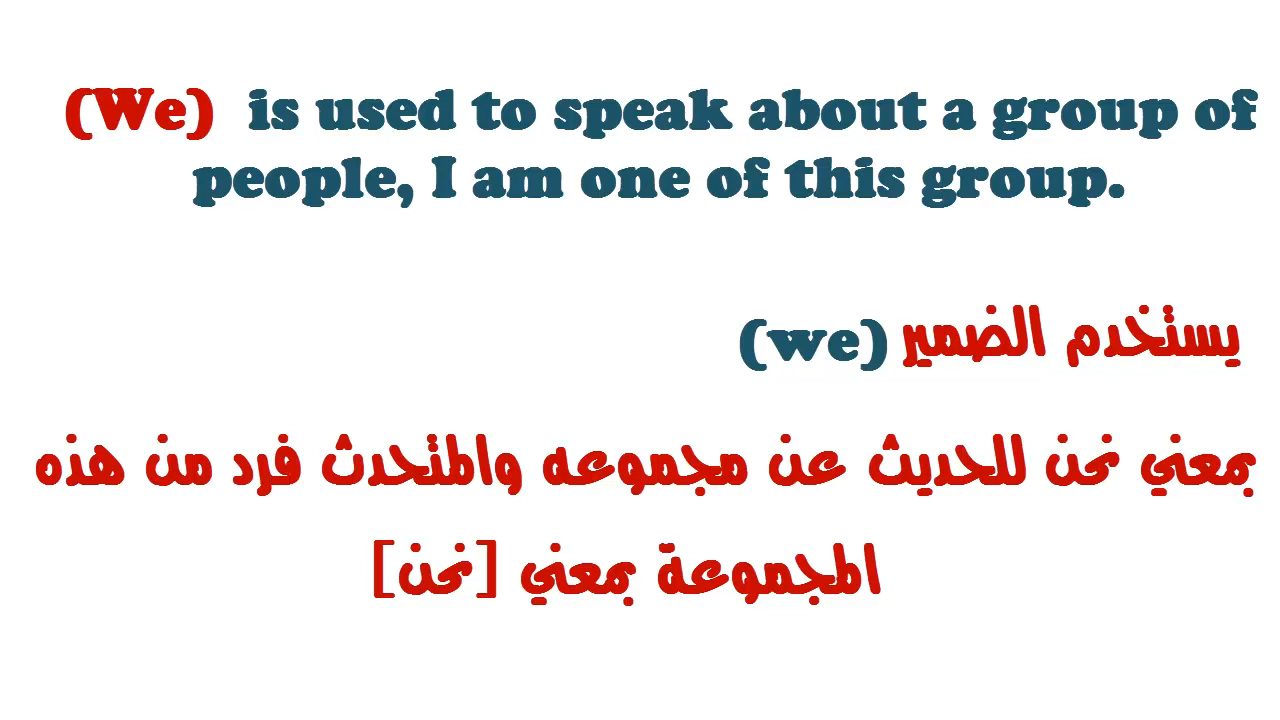 (We) is used to speak about a group of
people, I am one of this group.
يستخدم الضمير (we)
بمعني نحن للحديث عن مجموعه والمتحدث فرد من هذه
المجموعة بمعني [نحن]